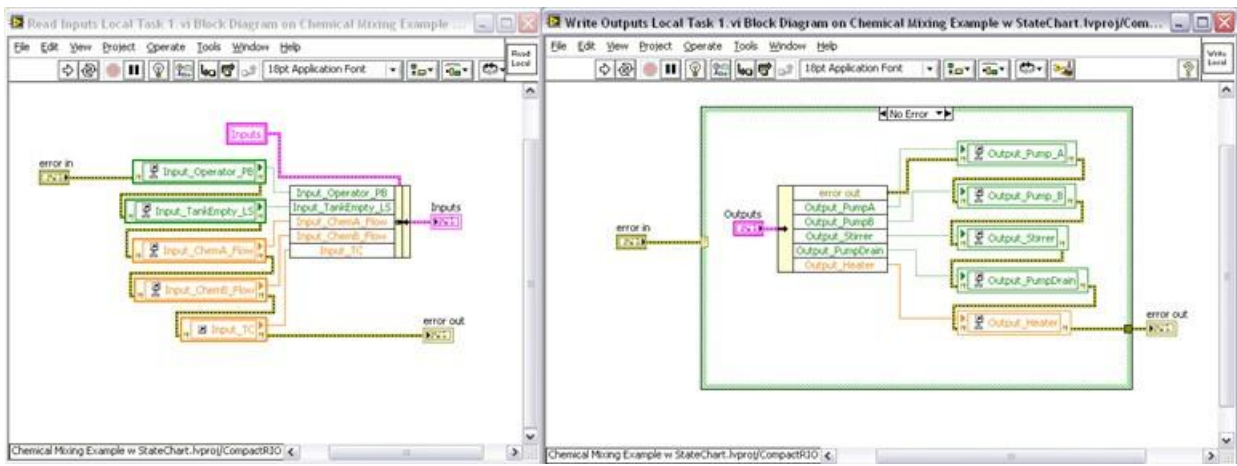 Read Inputs Local Task 1.vi Block Diagram on Chemical Mixing Example ...
File Edit View Project Operate Tools Window Help
18pt Application Font
Read
Local
Inputs
error in
Input_Operator_PB
Input_TankEmpty_LS
Input_ChemA_Flow
Input_ChemB_Flow
Input_TC
Input_Operator_PB
Input_TankEmpty_LS
Input_ChemA_Flow
Input_ChemB_Flow
Input_TC
Inputs
error out
Chemical Mixing Example w StateChart.lvproj/CompactRIO
Write Outputs Local Task 1.vi Block Diagram on Chemical Mixing Example w StateChart.lvproj/Com...
File Edit View Project Operate Tools Window Help
18pt Application Font
Write
Local
No Error
error in
Outputs
error out
Output_PumpA
Output_PumpB
Output_Stirrer
Output_PumpDrain
Output_Heater
Output_Pump_A
Output_Pump_B
Output_Stirrer
Output_PumpDrain
Output_Heater
error out
Chemical Mixing Example w StateChart.lvproj/CompactRIO